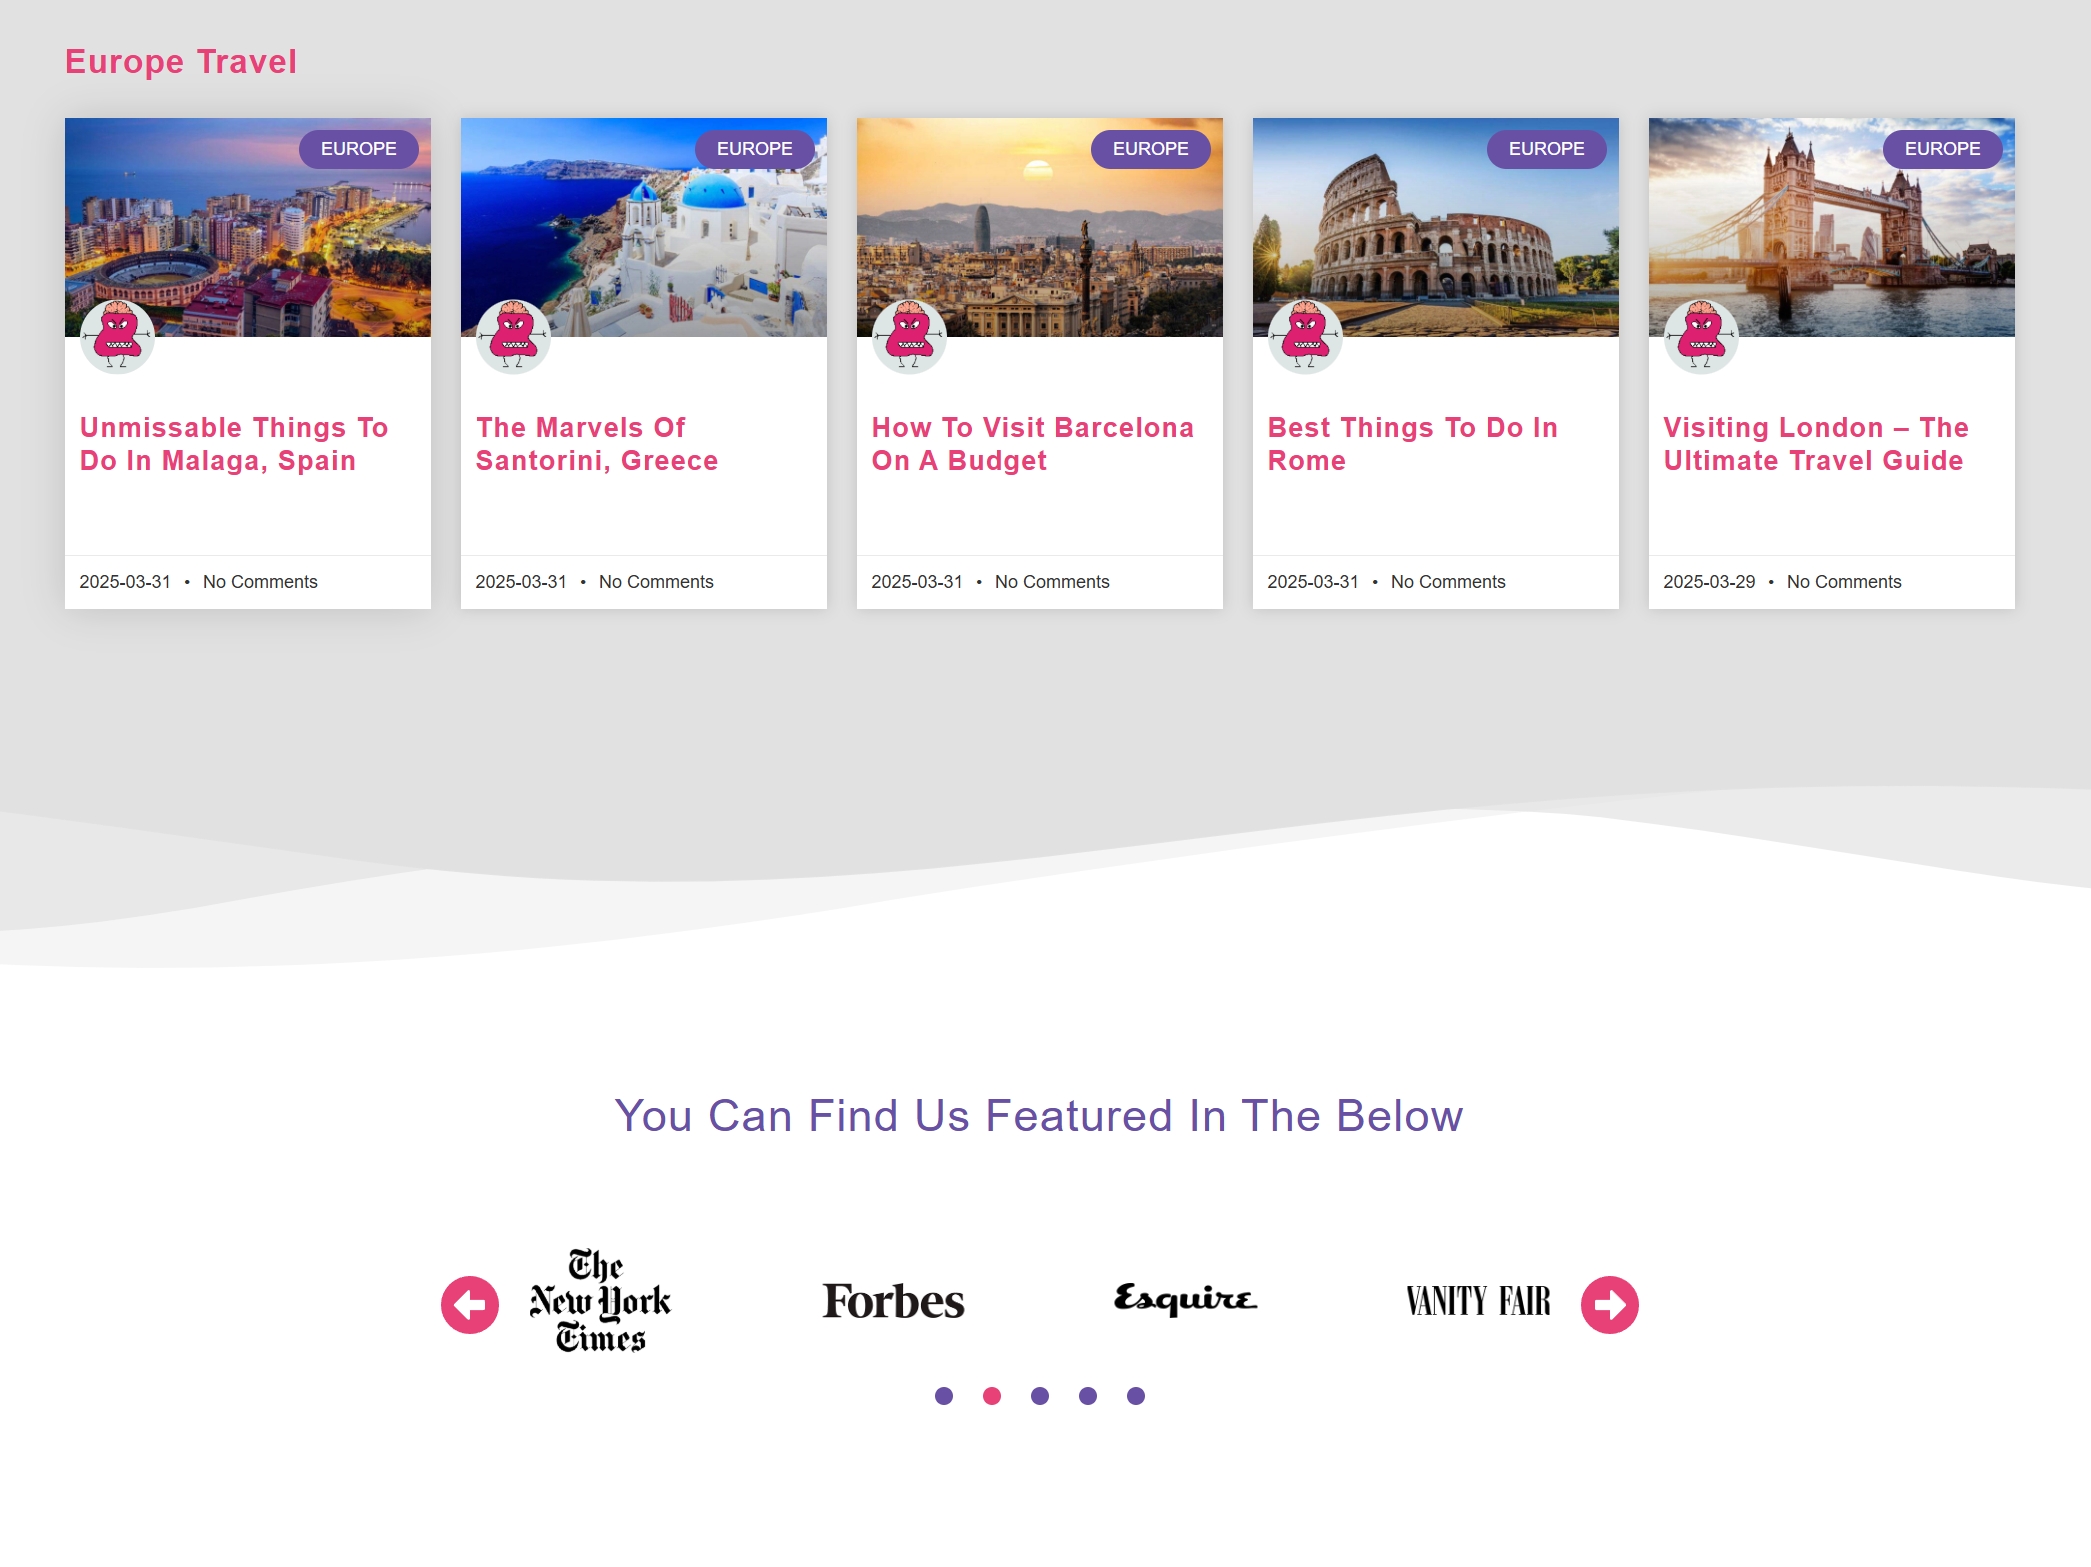 Europe Travel
EUROPE
EUROPE
EUROPE
EUROPE
EUROPE
Unmissable Things To
Do In Malaga, Spain
The Marvels Of
Santorini, Greece
How To Visit Barcelona
On A Budget
Best Things To Do In
Rome
Visiting London – The
Ultimate Travel Guide
2025-03-31 • No Comments
2025-03-31 • No Comments
2025-03-31 • No Comments
2025-03-31 • No Comments
2025-03-29 • No Comments
You Can Find Us Featured In The Below
The
New York
Times
Forbes
Esquire
VANITY FAIR